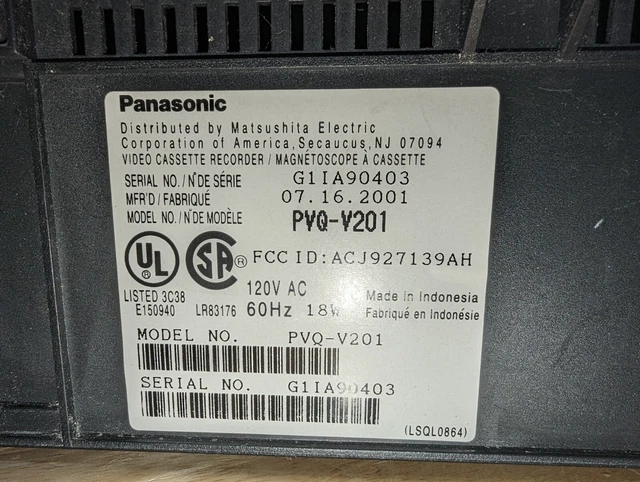 Panasonic
Distributed by Matsushita Electric
Corporation of America,Secaucus,NJ 07094
VIDEO CASSETTE RECORDER / MAGNÉTOSCOPE À CASSETTE
SERIAL NO./N° DE SÉRIE G1IA90403
MFR'D / FABRIQUÉ 07.16.2001
MODEL NO./N° DE MODÈLE PVQ-V201
UL ® SA ® FCC ID:ACJ927139AH
LISTED 3C38 120V AC Made in Indonesia
E150940 LR83176 60Hz 18W Fabriqué en Indonésie
MODEL NO. PVQ-V201
SERIAL NO. G1IA90403
(LSQL0864)